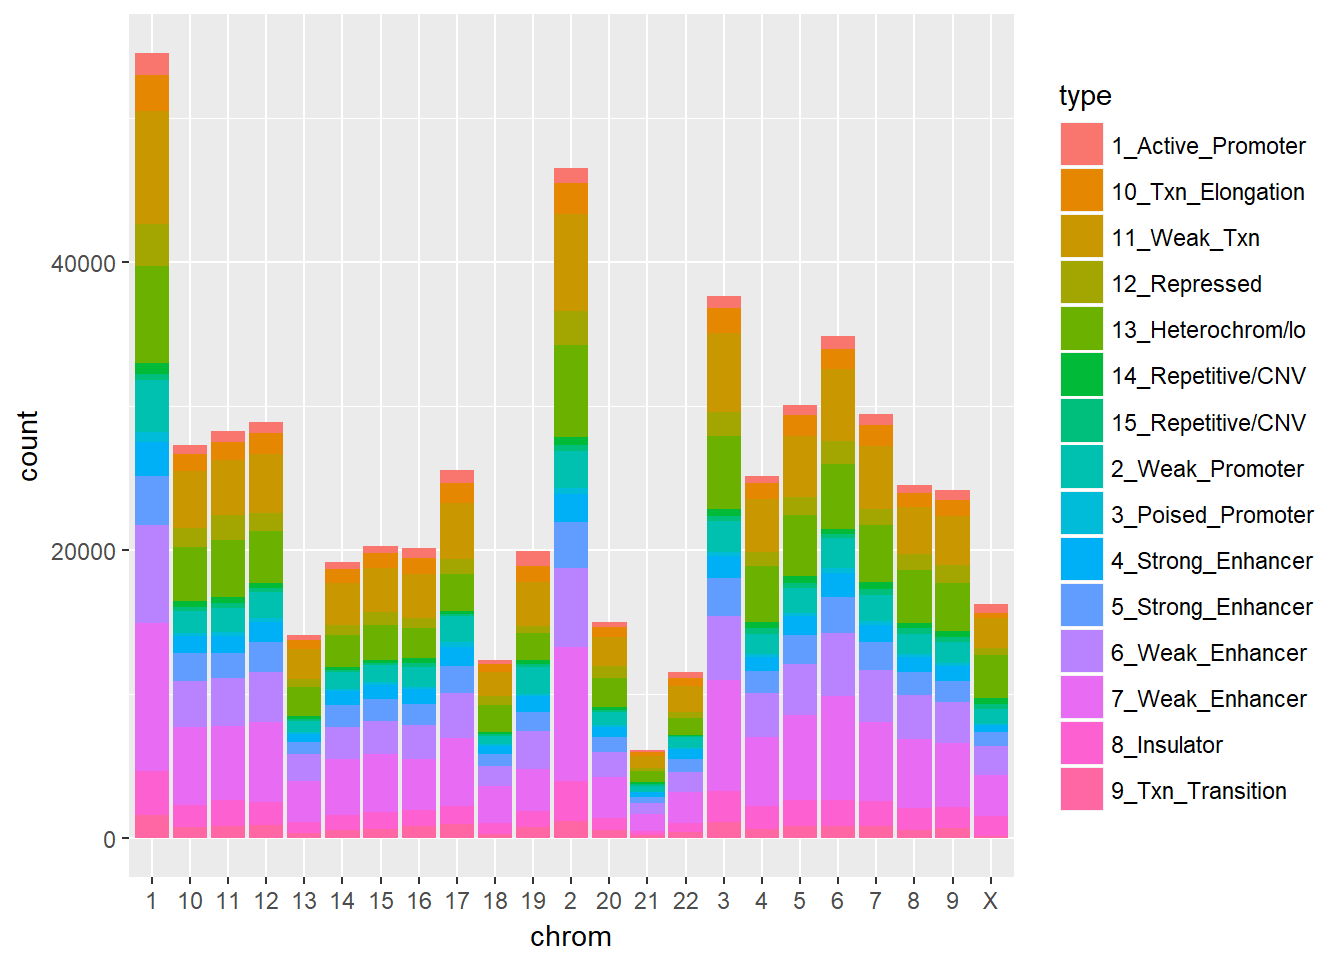 count
40000
20000
0
1 10 11 12 13 14 15 16 17 18 19 2 20 21 22 3 4 5 6 7 8 9 X
chrom
type
1_Active_Promoter
10_Txn_Elongation
11_Weak_Txn
12_Repressed
13_Heterochrom/lo
14_Repetitive/CNV
15_Repetitive/CNV
2_Weak_Promoter
3_Poised_Promoter
4_Strong_Enhancer
5_Strong_Enhancer
6_Weak_Enhancer
7_Weak_Enhancer
8_Insulator
9_Txn_Transition